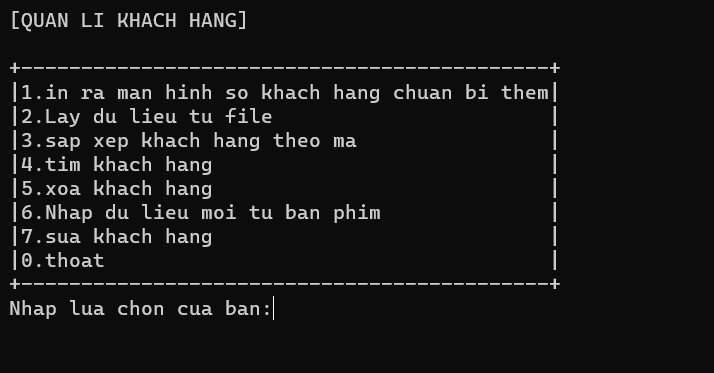 [QUAN LI KHACH HANG]
+--------------------------------------------+
|1.in ra man hinh so khach hang chuan bi them|
|2.Lay du lieu tu file                       |
|3.sap xep khach hang theo ma                |
|4.tim khach hang                            |
|5.xoa khach hang                            |
|6.Nhap du lieu moi tu ban phim              |
|7.sua khach hang                            |
|0.thoat                                     |
+--------------------------------------------+
Nhap lua chon cua ban: